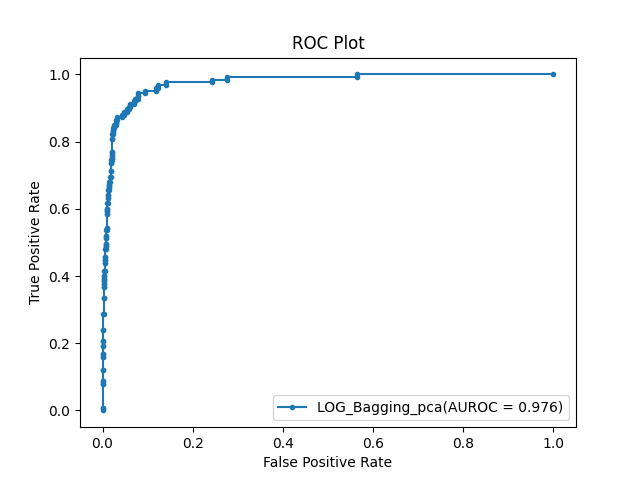 ROC Plot
1.0
0.8
0.6
0.4
0.2
0.0
True Positive Rate
LOG_Bagging_pca(AUROC = 0.976)
0.0 0.2 0.4 0.6 0.8 1.0
False Positive Rate